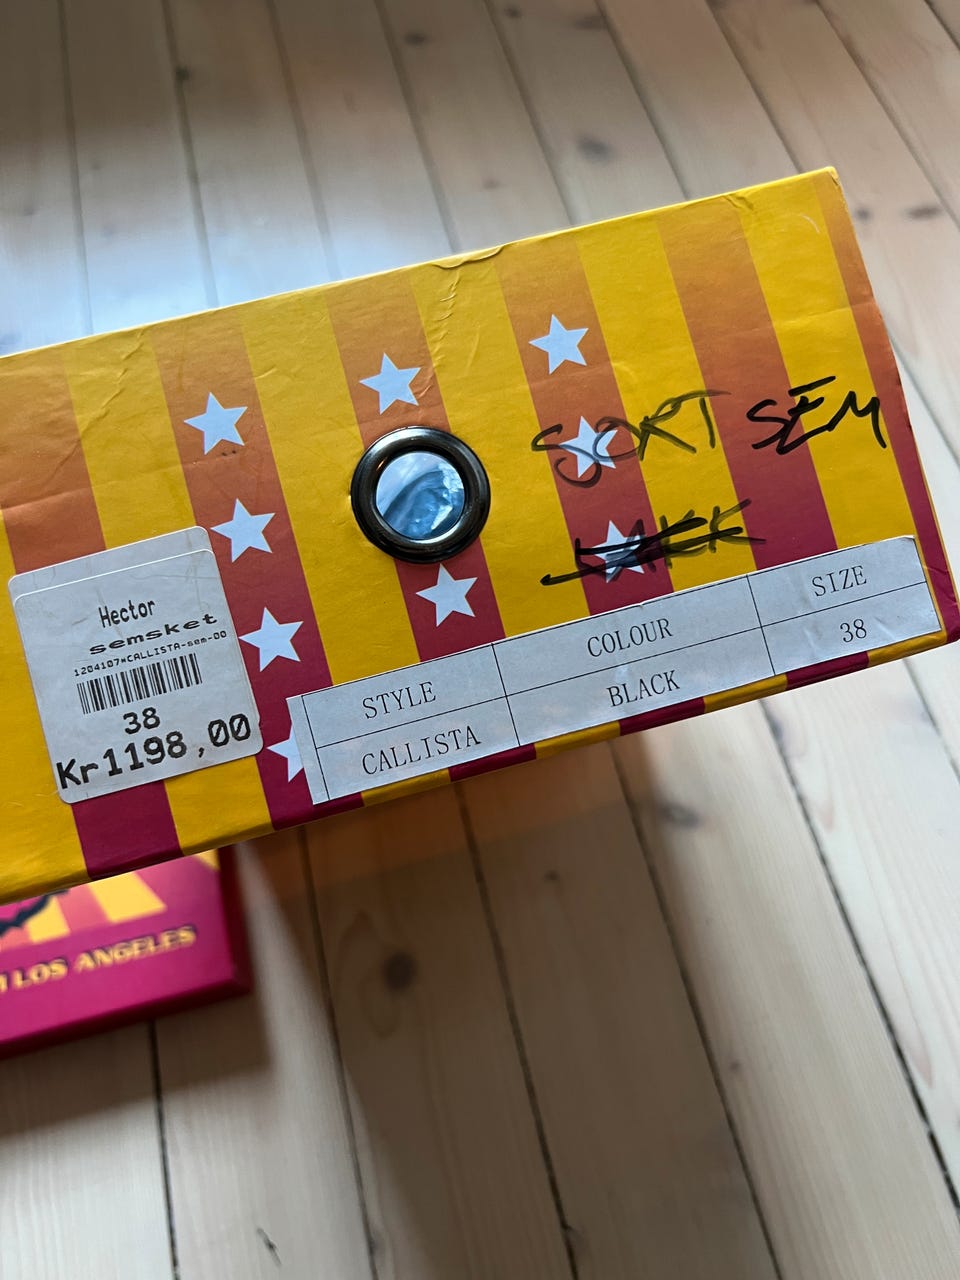 SORT SEM
LAKK
Hector
semsket
1204107*CALLISTA-sem-00
38
Kr1198,00
STYLE COLOUR SIZE
CALLISTA BLACK 38
LOS ANGELES